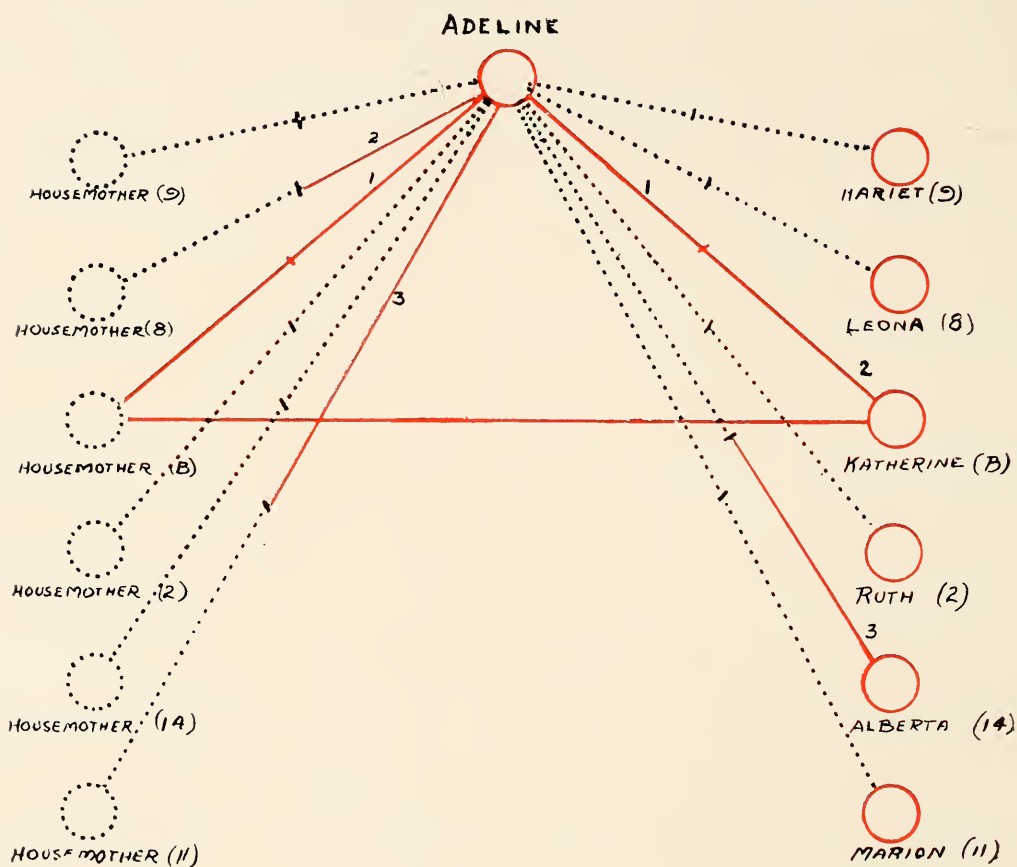 ADELINE
2
HOUSEMOTHER (9)
HARIET (9)
1
1
3
HOUSEMOTHER (8)
LEONA (8)
2
HOUSEMOTHER (B)
KATHERINE (B)
HOUSEMOTHER (2)
RUTH (2)
3
HOUSEMOTHER (14)
ALBERTA (14)
HOUSEMOTHER (11)
MARION (11)